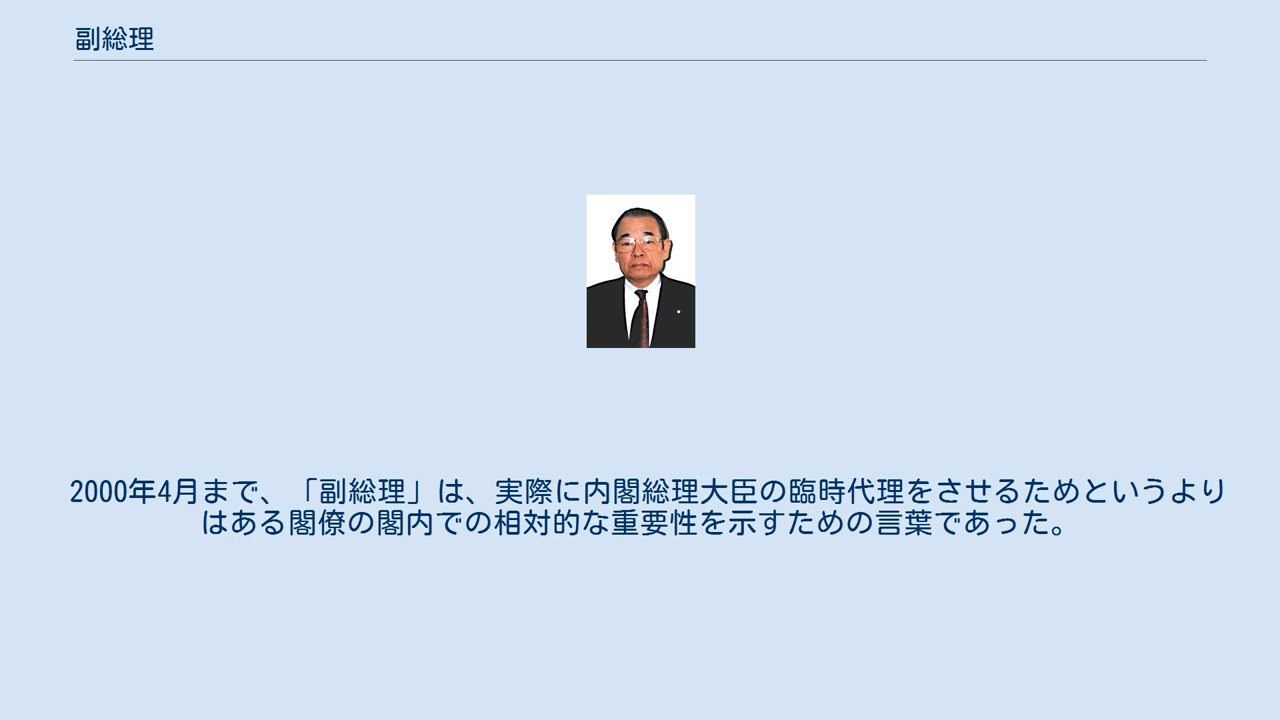 副総理
2000年4月まで、「副総理」は、実際に内閣総理大臣の臨時代理をさせるためというより
はある閣僚の閣内での相対的な重要性を示すための言葉であった。